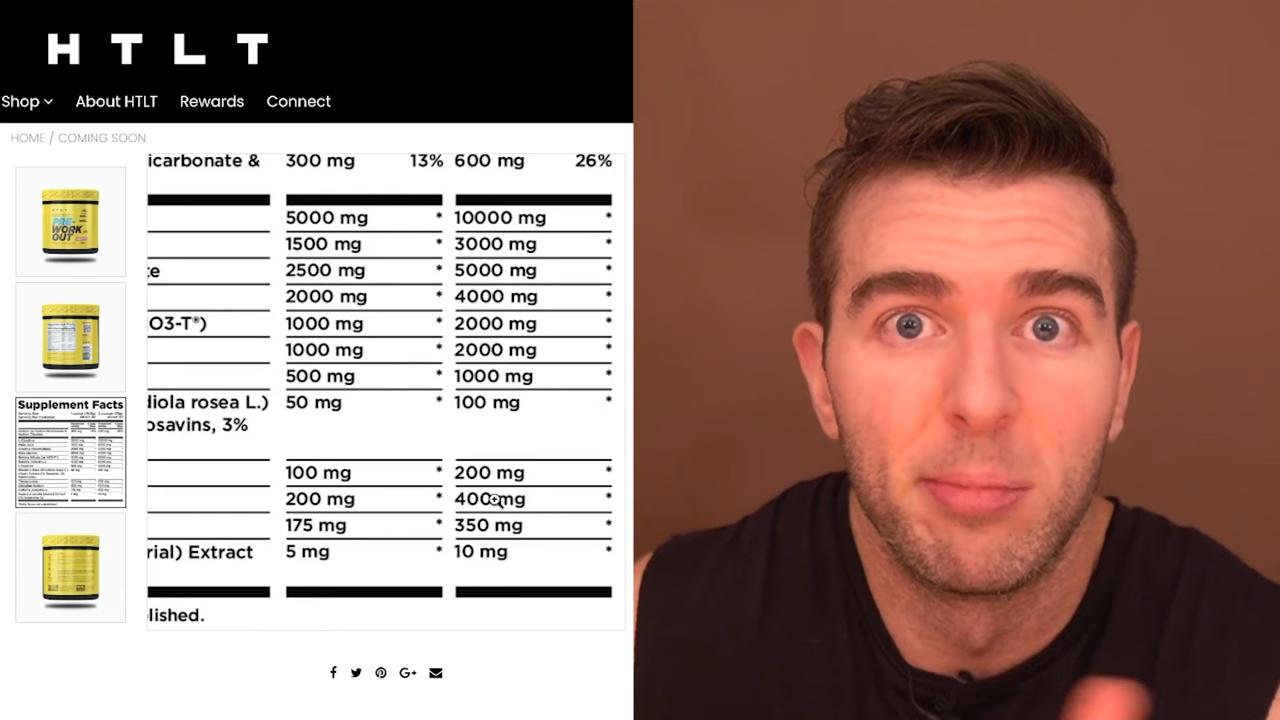 H T L T
Shop About HTLT Rewards Connect
HOME / COMING SOON
icarbonate & 300 mg 13% 600 mg 26%
5000 mg * 10000 mg *
1500 mg * 3000 mg *
te 2500 mg * 5000 mg *
2000 mg * 4000 mg *
O3-T®) 1000 mg * 2000 mg *
1000 mg * 2000 mg *
500 mg * 1000 mg *
diola rosea L.) 50 mg * 100 mg *
osavins, 3%
100 mg * 200 mg *
200 mg * 400 mg *
175 mg * 350 mg *
rial) Extract 5 mg * 10 mg *
lished.
PRE-
WORK
OUT
Supplement Facts